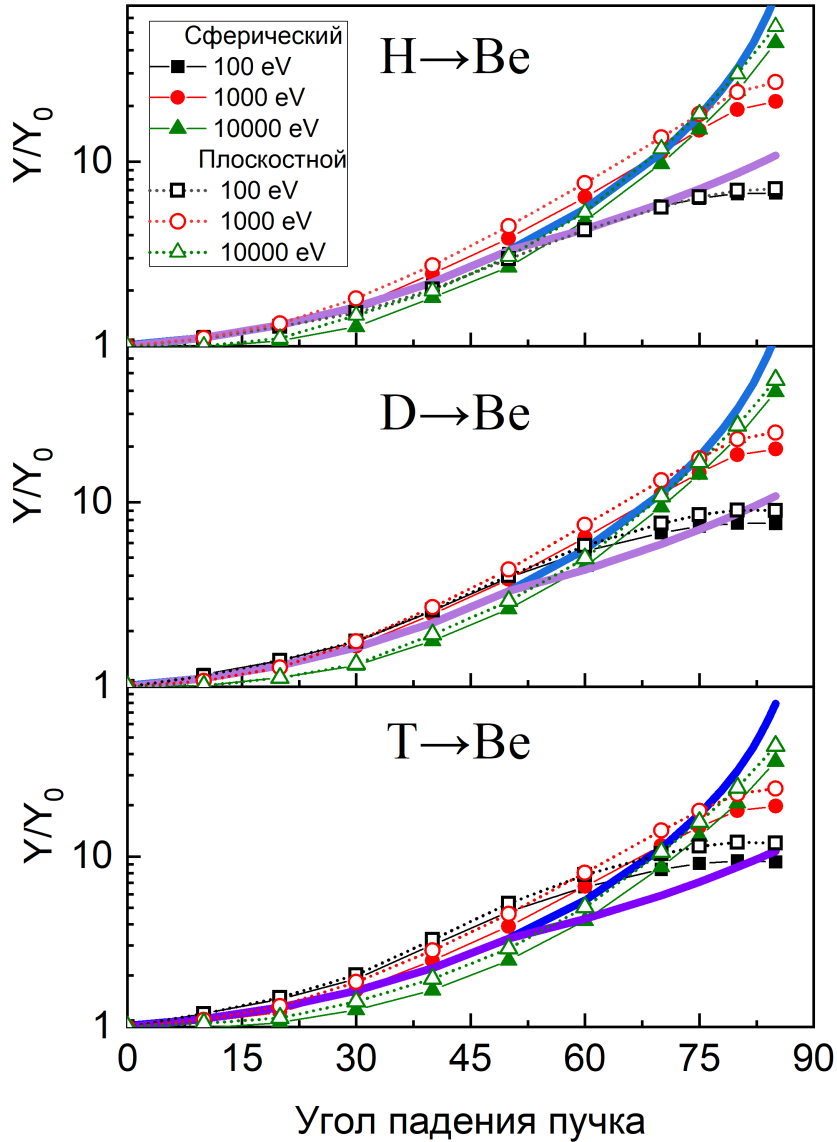 Сферический
100 eV
1000 eV
10000 eV
Плоскостной
100 eV
1000 eV
10000 eV
H→Be
Y/Y0
10
1
D→Be
Y/Y0
10
1
T→Be
Y/Y0
10
1
0 15 30 45 60 75 90
Угол падения пучка